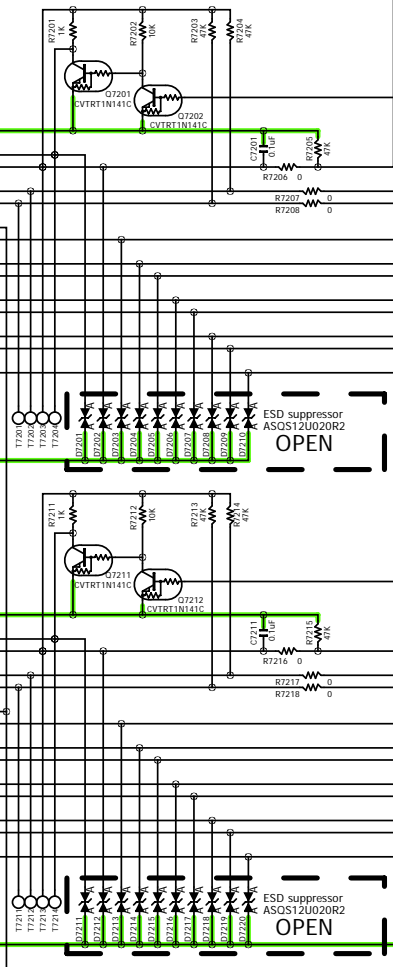 R7201
1K
R7202
10K
R7203
47K
R7204
47K
Q7201
CVTRT1N141C
Q7202
CVTRT1N141C
C7201
0.1uF
R7205
47K
R7206 0
R7207 0
R7208 0
T7201
T7202
T7203
T7204
D7201
D7202
D7203
D7204
D7205
D7206
D7207
D7208
D7209
D7210
A A A A A A A A A A
A A A A A A A A A A
ESD suppressor
ASQS12U020R2
OPEN
R7211
1K
R7212
10K
R7213
47K
R7214
47K
Q7211
CVTRT1N141C
Q7212
CVTRT1N141C
C7211
0.1uF
R7215
47K
R7216 0
R7217 0
R7218 0
T7211
T7212
T7213
T7214
D7211
D7212
D7213
D7214
D7215
D7216
D7217
D7218
D7219
D7220
A A A A A A A A A A
A A A A A A A A A A
ESD suppressor
ASQS12U020R2
OPEN